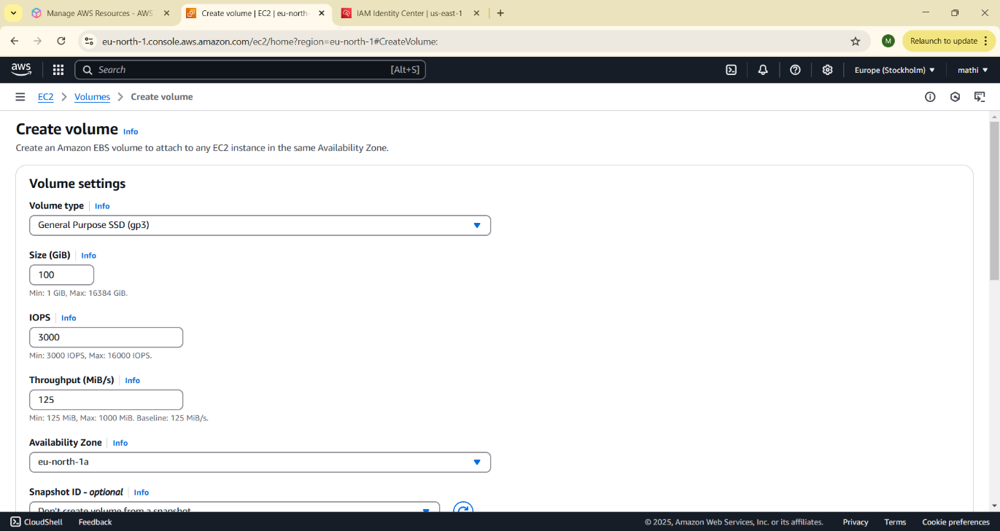 Manage AWS Resources - AWS
Create volume | EC2 | eu-north-
IAM Identity Center | us-east-1
eu-north-1.console.aws.amazon.com/ec2/home?region=eu-north-1#CreateVolume:
M
Relaunch to update
aws
Search
[Alt+S]
Europe (Stockholm)
mathi
EC2
Volumes
Create volume
Create volume Info
Create an Amazon EBS volume to attach to any EC2 instance in the same Availability Zone.
Volume settings
Volume type Info
General Purpose SSD (gp3)
Size (GiB) Info
100
Min: 1 GiB, Max: 16384 GiB.
IOPS Info
3000
Min: 3000 IOPS, Max: 16000 IOPS.
Throughput (MiB/s) Info
125
Min: 125 MiB, Max: 1000 MiB. Baseline: 125 MiB/s.
Availability Zone Info
eu-north-1a
Snapshot ID - optional Info
Don't create volume from a snapshot
CloudShell
Feedback
© 2025, Amazon Web Services, Inc. or its affiliates.
Privacy
Terms
Cookie preferences